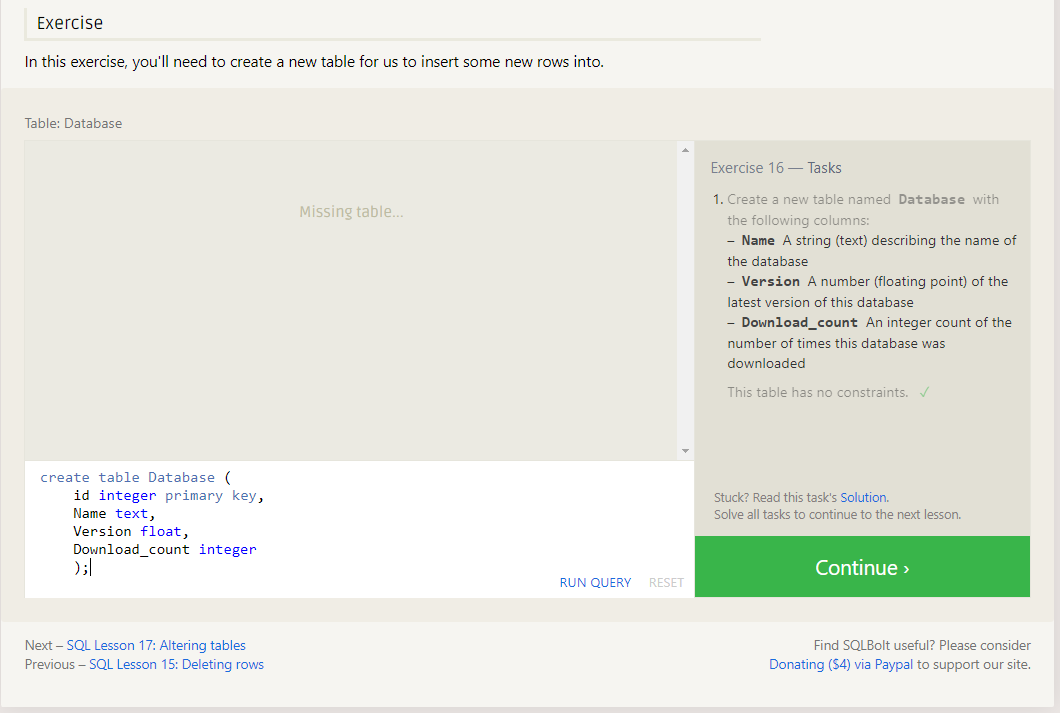 Exercise
In this exercise, you'll need to create a new table for us to insert some new rows into.
Table: Database
Missing table...
Exercise 16 — Tasks
1. Create a new table named Database with
the following columns:
– Name A string (text) describing the name of
the database
– Version A number (floating point) of the
latest version of this database
– Download_count An integer count of the
number of times this database was
downloaded
This table has no constraints. ✓
create table Database (
id integer primary key,
Name text,
Version float,
Download_count integer
);
RUN QUERY RESET
Stuck? Read this task's Solution.
Solve all tasks to continue to the next lesson.
Continue ›
Next – SQL Lesson 17: Altering tables
Previous – SQL Lesson 15: Deleting rows
Find SQLBolt useful? Please consider
Donating ($4) via Paypal to support our site.